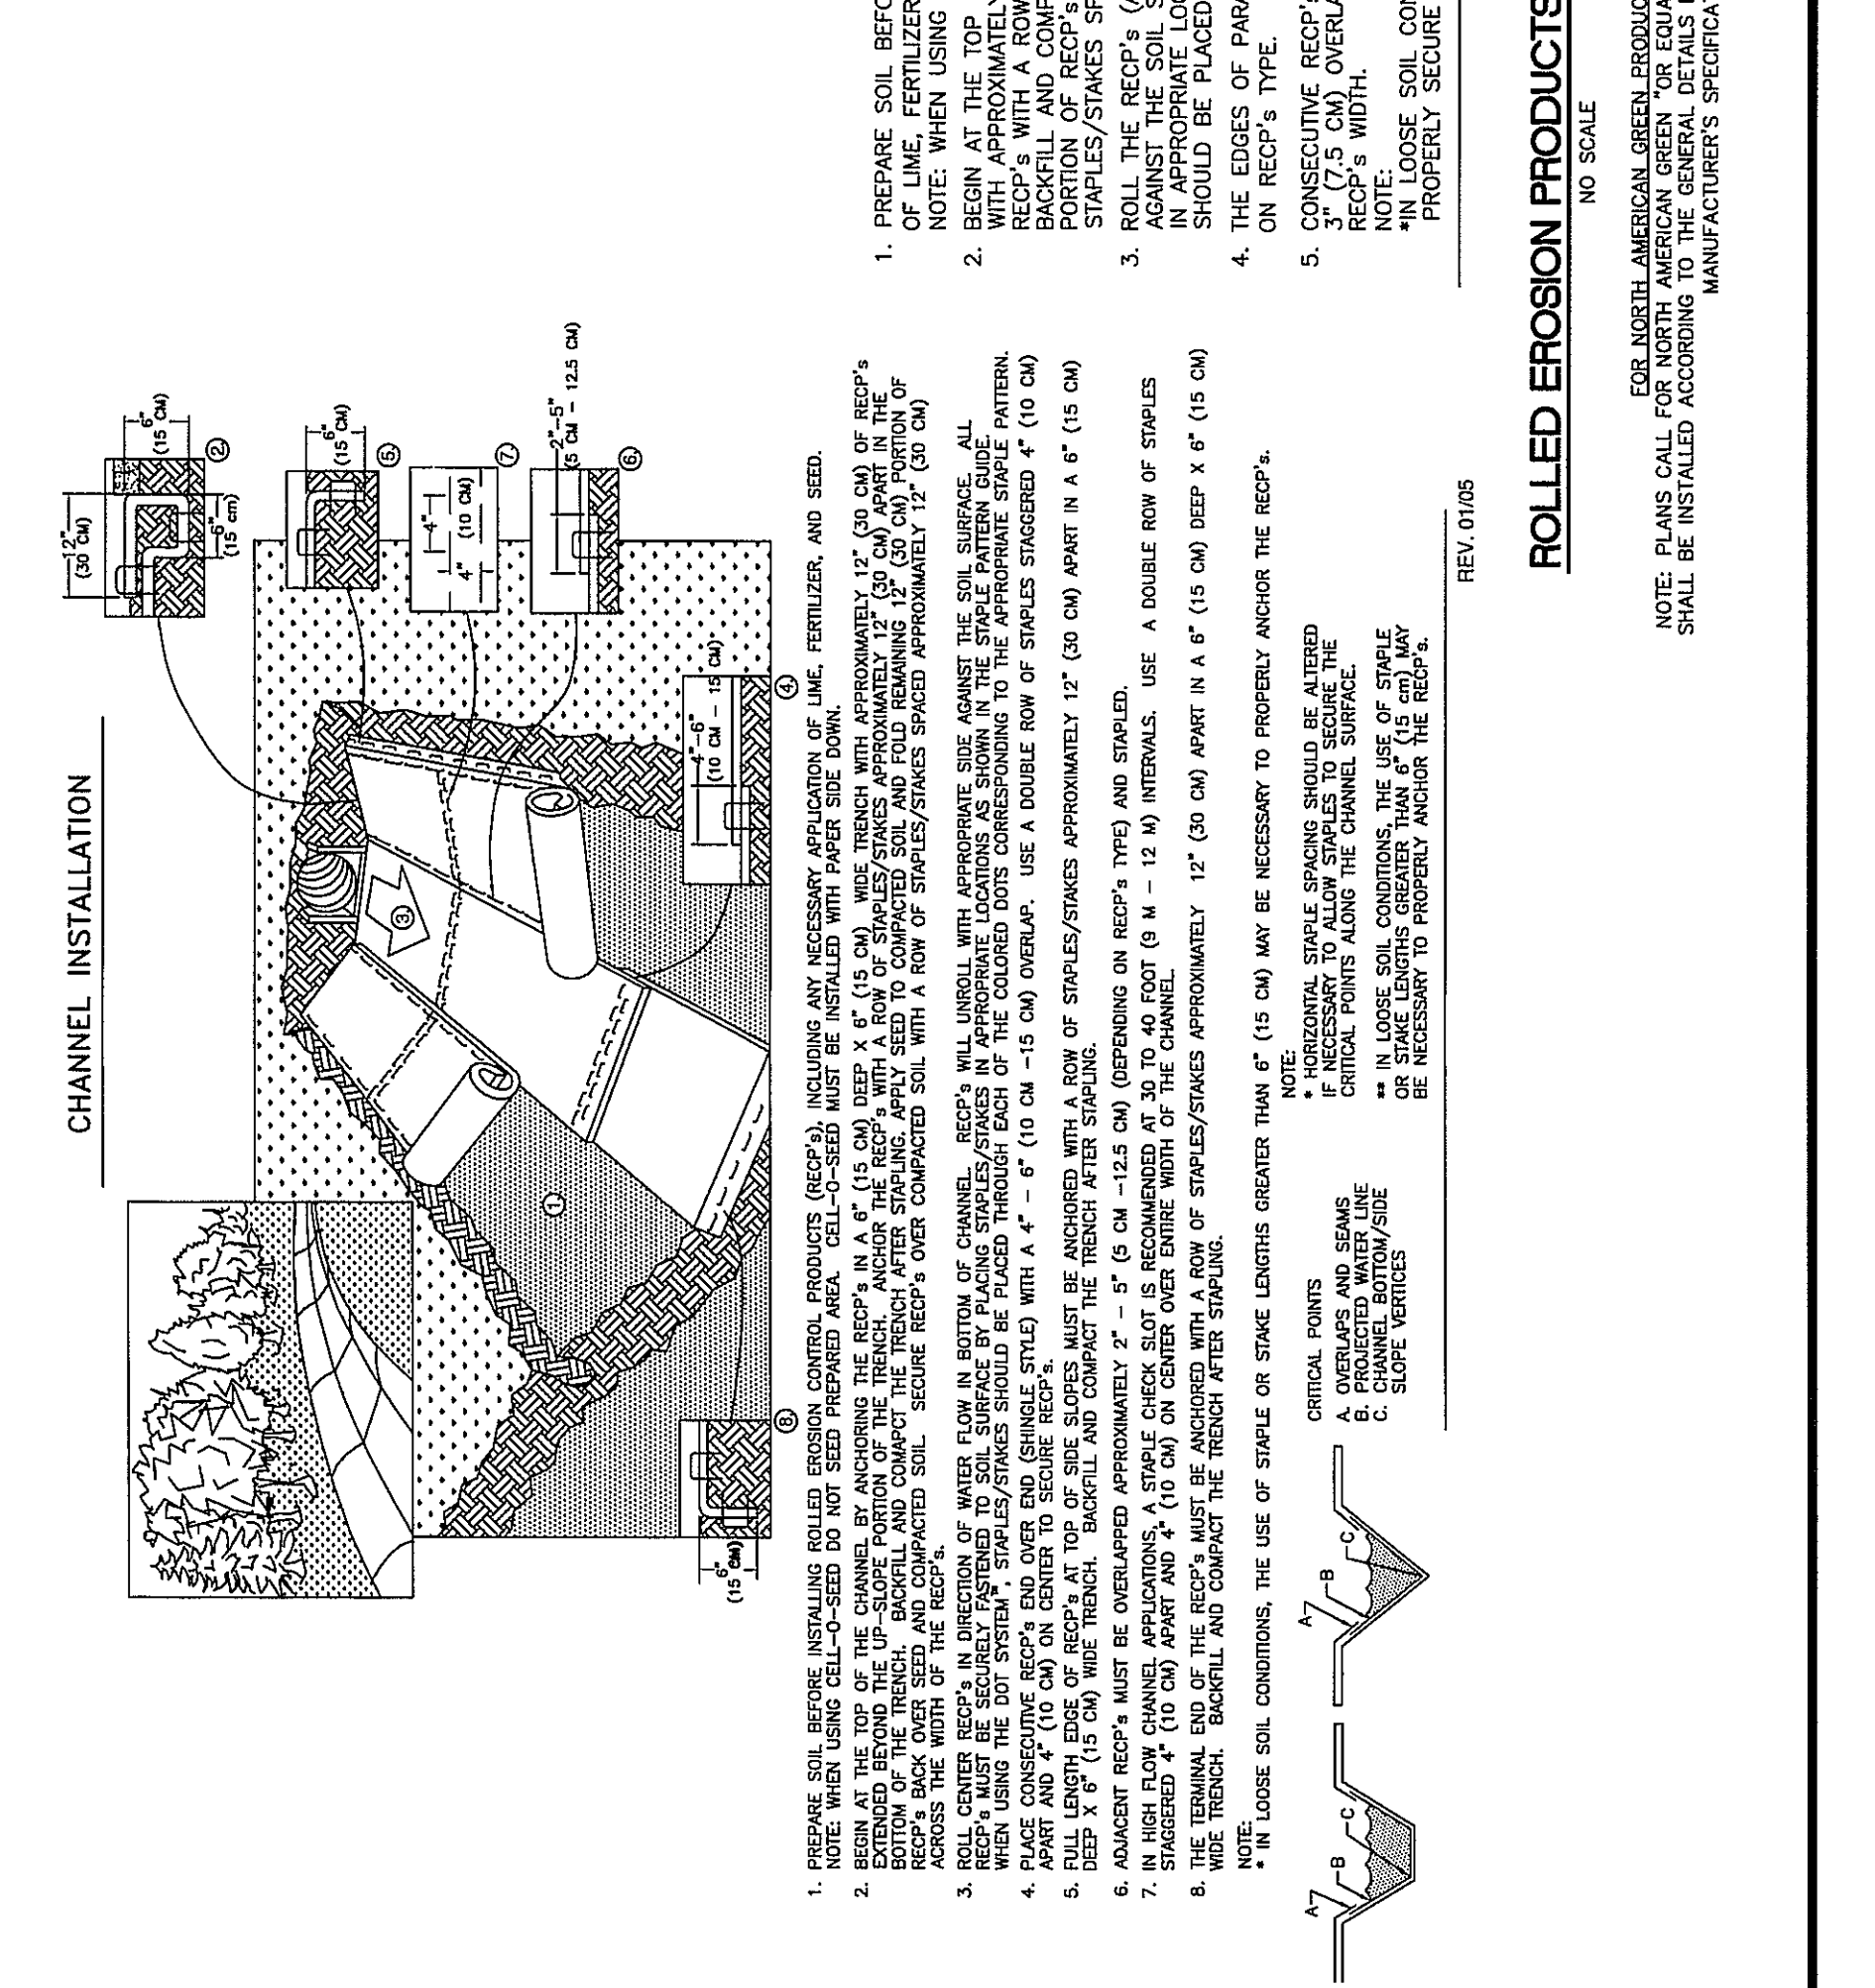 CHANNEL INSTALLATION
12"
(30 CM)
6"
(15 CM)
6"
(15 cm)
2.
6"
(15 CM)
5.
4"
4"
(10 CM)
7.
2"-5"
(5 CM - 12.5 CM)
6.
4"-6"
(10 CM - 15 CM)
4.
3.
1.
6"
(15 CM)
8.
1. PREPARE SOIL BEFORE INSTALLING ROLLED EROSION CONTROL PRODUCTS (RECP's), INCLUDING ANY NECESSARY APPLICATION OF LIME, FERTILIZER, AND SEED.
NOTE: WHEN USING CELL-O-SEED DO NOT SEED PREPARED AREA. CELL-O-SEED MUST BE INSTALLED WITH PAPER SIDE DOWN.
2. BEGIN AT THE TOP OF THE CHANNEL BY ANCHORING THE RECP's IN A 6" (15 CM) DEEP X 6" (15 CM) WIDE TRENCH WITH APPROXIMATELY 12" (30 CM) OF RECP's
EXTENDED BEYOND THE UP-SLOPE PORTION OF THE TRENCH. ANCHOR THE RECP's WITH A ROW OF STAPLES/STAKES APPROXIMATELY 12" (30 CM) APART IN THE
BOTTOM OF THE TRENCH. BACKFILL AND COMAPCT THE TRENCH AFTER STAPLING. APPLY SEED TO COMPACTED SOIL AND FOLD REMAINING 12" (30 CM) PORTION OF
RECP's BACK OVER SEED AND COMPACTED SOIL. SECURE RECP's OVER COMPACTED SOIL WITH A ROW OF STAPLES/STAKES SPACED APPROXIMATELY 12" (30 CM)
ACROSS THE WIDTH OF THE RECP's.
3. ROLL CENTER RECP's IN DIRECTION OF WATER FLOW IN BOTTOM OF CHANNEL. RECP's WILL UNROLL WITH APPROPRIATE SIDE AGAINST THE SOIL SURFACE. ALL
RECP's MUST BE SECURELY FASTENED TO SOIL SURFACE BY PLACING STAPLES/STAKES IN APPROPRIATE LOCATIONS AS SHOWN IN THE STAPLE PATTERN GUIDE.
WHEN USING THE DOT SYSTEM™, STAPLES/STAKES SHOULD BE PLACED THROUGH EACH OF THE COLORED DOTS CORRESPONDING TO THE APPROPRIATE STAPLE PATTERN.
4. PLACE CONSECUTIVE RECP's END OVER END (SHINGLE STYLE) WITH A 4" - 6" (10 CM -15 CM) OVERLAP. USE A DOUBLE ROW OF STAPLES STAGGERED 4" (10 CM)
APART AND 4" (10 CM) ON CENTER TO SECURE RECP's.
5. FULL LENGTH EDGE OF RECP's AT TOP OF SIDE SLOPES MUST BE ANCHORED WITH A ROW OF STAPLES/STAKES APPROXIMATELY 12" (30 CM) APART IN A 6" (15 CM)
DEEP X 6" (15 CM) WIDE TRENCH. BACKFILL AND COMPACT THE TRENCH AFTER STAPLING.
6. ADJACENT RECP's MUST BE OVERLAPPED APPROXIMATELY 2" - 5" (5 CM -12.5 CM) (DEPENDING ON RECP's TYPE) AND STAPLED.
7. IN HIGH FLOW CHANNEL APPLICATIONS, A STAPLE CHECK SLOT IS RECOMMENDED AT 30 TO 40 FOOT (9 M - 12 M) INTERVALS. USE A DOUBLE ROW OF STAPLES
STAGGERED 4" (10 CM) APART AND 4" (10 CM) ON CENTER OVER ENTIRE WIDTH OF THE CHANNEL.
8. THE TERMINAL END OF THE RECP's MUST BE ANCHORED WITH A ROW OF STAPLES/STAKES APPROXIMATELY 12" (30 CM) APART IN A 6" (15 CM) DEEP X 6" (15 CM)
WIDE TRENCH. BACKFILL AND COMPACT THE TRENCH AFTER STAPLING.
NOTE:
* IN LOOSE SOIL CONDITIONS, THE USE OF STAPLE OR STAKE LENGTHS GREATER THAN 6" (15 CM) MAY BE NECESSARY TO PROPERLY ANCHOR THE RECP's.
A
B
C
A
B
C
CRITICAL POINTS
A. OVERLAPS AND SEAMS
B. PROJECTED WATER LINE
C. CHANNEL BOTTOM/SIDE
SLOPE VERTICES
NOTE:
* HORIZONTAL STAPLE SPACING SHOULD BE ALTERED
IF NECESSARY TO ALLOW STAPLES TO SECURE THE
CRITICAL POINTS ALONG THE CHANNEL SURFACE.
** IN LOOSE SOIL CONDITIONS, THE USE OF STAPLE
OR STAKE LENGTHS GREATER THAN 6" (15 cm) MAY
BE NECESSARY TO PROPERLY ANCHOR THE RECP's.
REV. 01/05
1. PREPARE SOIL BEFO
OF LIME, FERTILIZER
NOTE: WHEN USING
2. BEGIN AT THE TOP
WITH APPROXIMATELY
RECP's WITH A ROW
BACKFILL AND COMP
PORTION OF RECP's
STAPLES/STAKES SP
3. ROLL THE RECP's (A
AGAINST THE SOIL S
IN APPROPRIATE LOC
SHOULD BE PLACED
4. THE EDGES OF PARA
ON RECP's TYPE.
5. CONSECUTIVE RECP's
3" (7.5 CM) OVERLA
RECP's WIDTH.
NOTE:
*IN LOOSE SOIL CON
PROPERLY SECURE
ROLLED EROSION PRODUCTS
NO SCALE
FOR NORTH AMERICAN GREEN PRODUC
NOTE: PLANS CALL FOR NORTH AMERICAN GREEN "OR EQUA
SHALL BE INSTALLED ACCORDING TO THE GENERAL DETAILS
MANUFACTURER'S SPECIFICAT